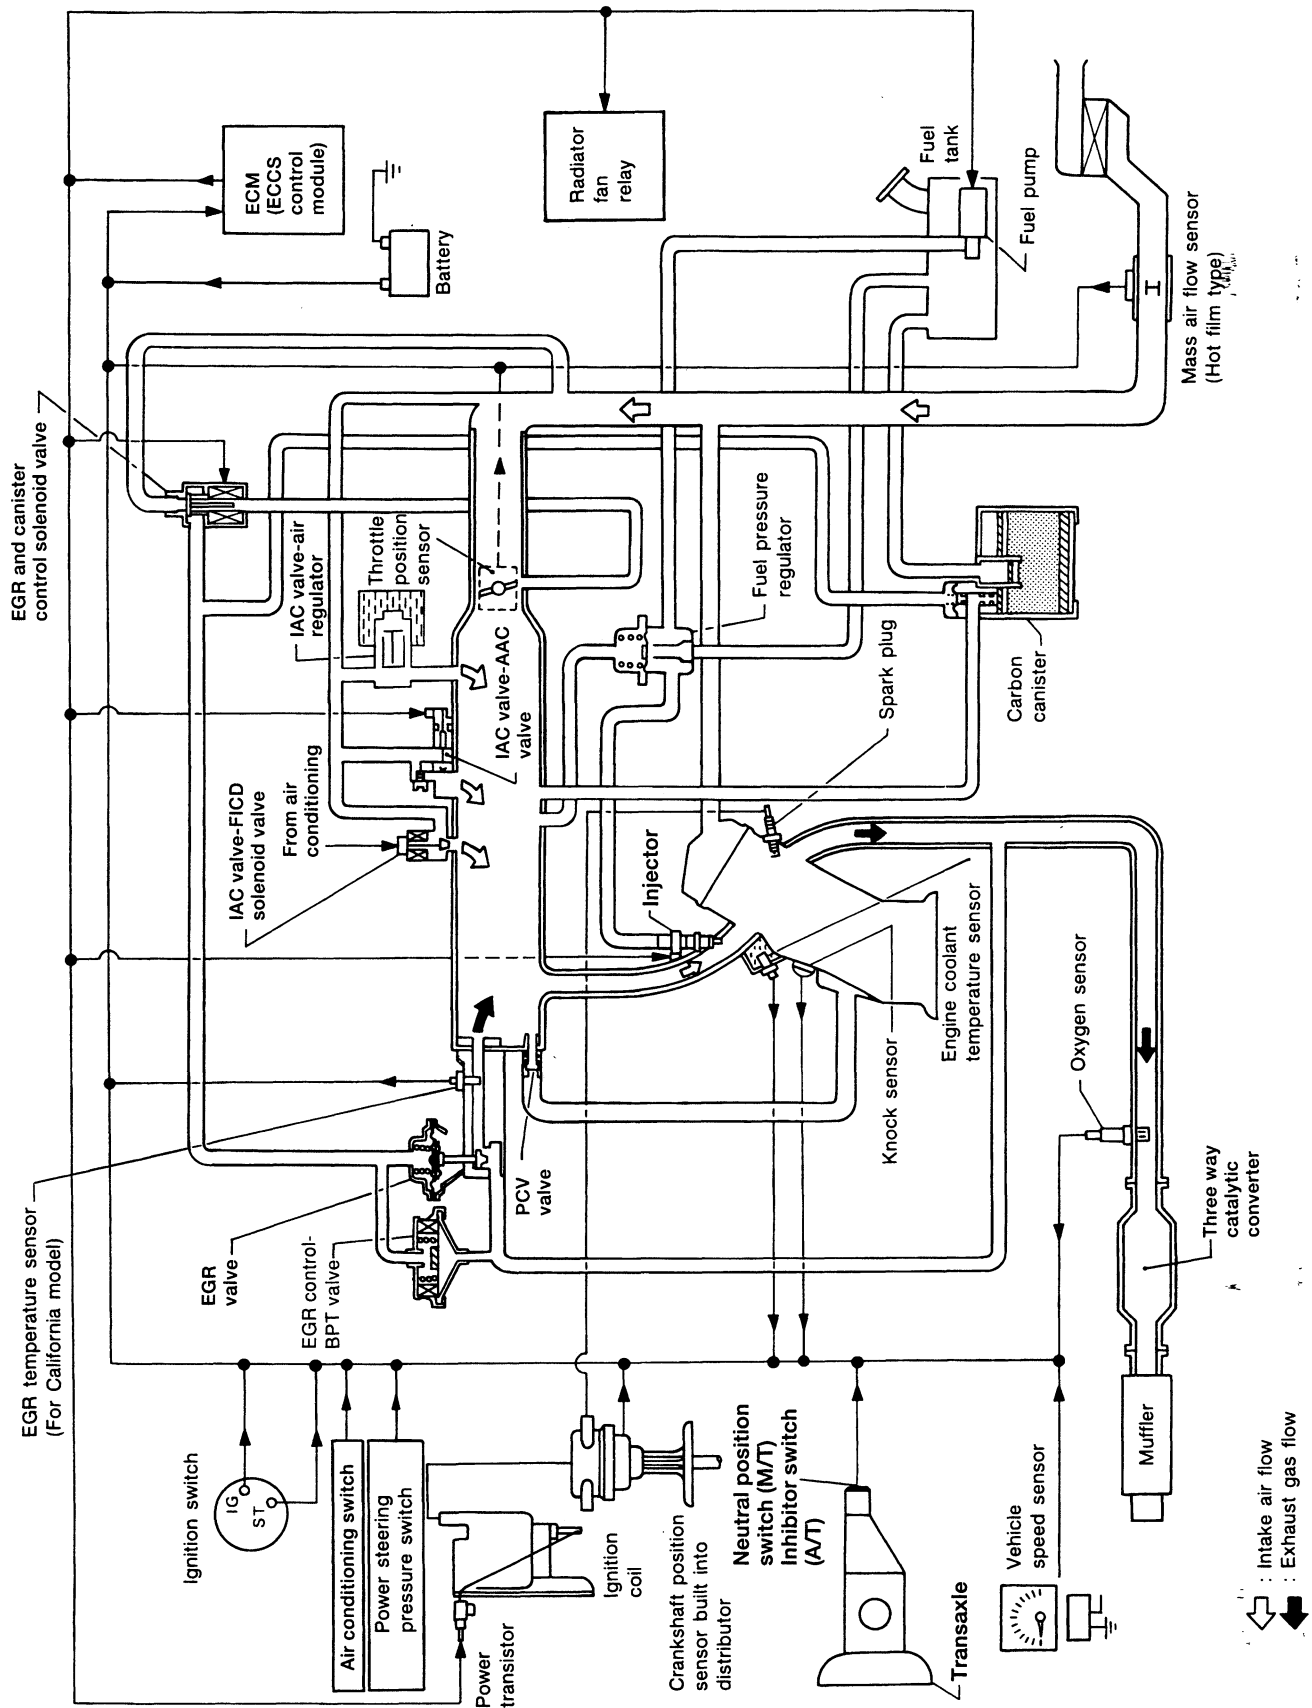 EGR and canister
control solenoid valve
ECM
(ECCS
control
module)
Battery
Radiator
fan
relay
Fuel
tank
Fuel pump
Mass air flow sensor
(Hot film type)
IAC valve-air
regulator
Throttle
position
sensor
Fuel pressure
regulator
IAC valve-AAC
valve
Spark plug
Carbon
canister
From air
conditioning
IAC valve-FICD
solenoid valve
Injector
Engine coolant
temperature sensor
Knock sensor
Oxygen sensor
EGR temperature sensor
(For California model)
EGR
valve
PCV
valve
EGR control-
BPT valve
Three way
catalytic
converter
Muffler
Ignition switch
IG
ST
Air conditioning switch
Power steering
pressure switch
Power
transistor
Ignition
coil
Crankshaft position
sensor built into
distributor
Neutral position
switch (M/T)
Inhibitor switch
(A/T)
Transaxle
Vehicle
speed sensor
: Intake air flow
: Exhaust gas flow